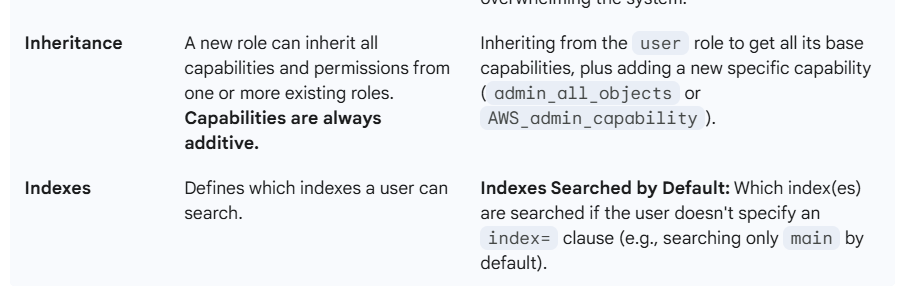 overwhelming the system.
Inheritance
A new role can inherit all
capabilities and permissions from
one or more existing roles.
Capabilities are always
additive.
Inheriting from the user role to get all its base
capabilities, plus adding a new specific capability
( admin_all_objects or
AWS_admin_capability ).
Indexes
Defines which indexes a user can
search.
Indexes Searched by Default: Which index(es)
are searched if the user doesn't specify an
index= clause (e.g., searching only main by
default).